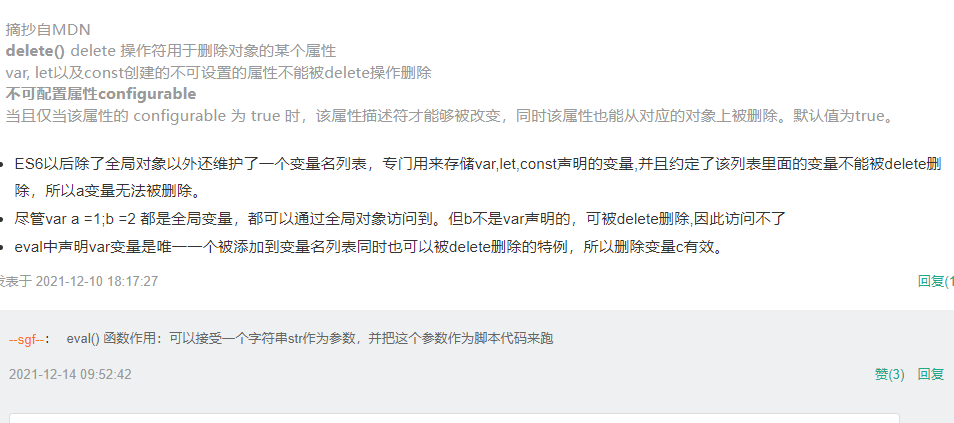 摘抄自MDN
delete() delete 操作符用于删除对象的某个属性
var, let以及const创建的不可设置的属性不能被delete操作删除
不可配置属性configurable
当且仅当该属性的 configurable 为 true 时，该属性描述符才能够被改变，同时该属性也能从对应的对象上被删除。默认值为true。
ES6以后除了全局对象以外还维护了一个变量名列表，专门用来存储var,let,const声明的变量,并且约定了该列表里面的变量不能被delete删
除，所以a变量无法被删除。
尽管var a =1;b =2 都是全局变量，都可以通过全局对象访问到。但b不是var声明的，可被delete删除,因此访问不了
eval中声明var变量是唯一一个被添加到变量名列表同时也可以被delete删除的特例，所以删除变量c有效。
发表于 2021-12-10 18:17:27 回复(1
--sgf--： eval() 函数作用：可以接受一个字符串str作为参数，并把这个参数作为脚本代码来跑
2021-12-14 09:52:42 赞(3) 回复